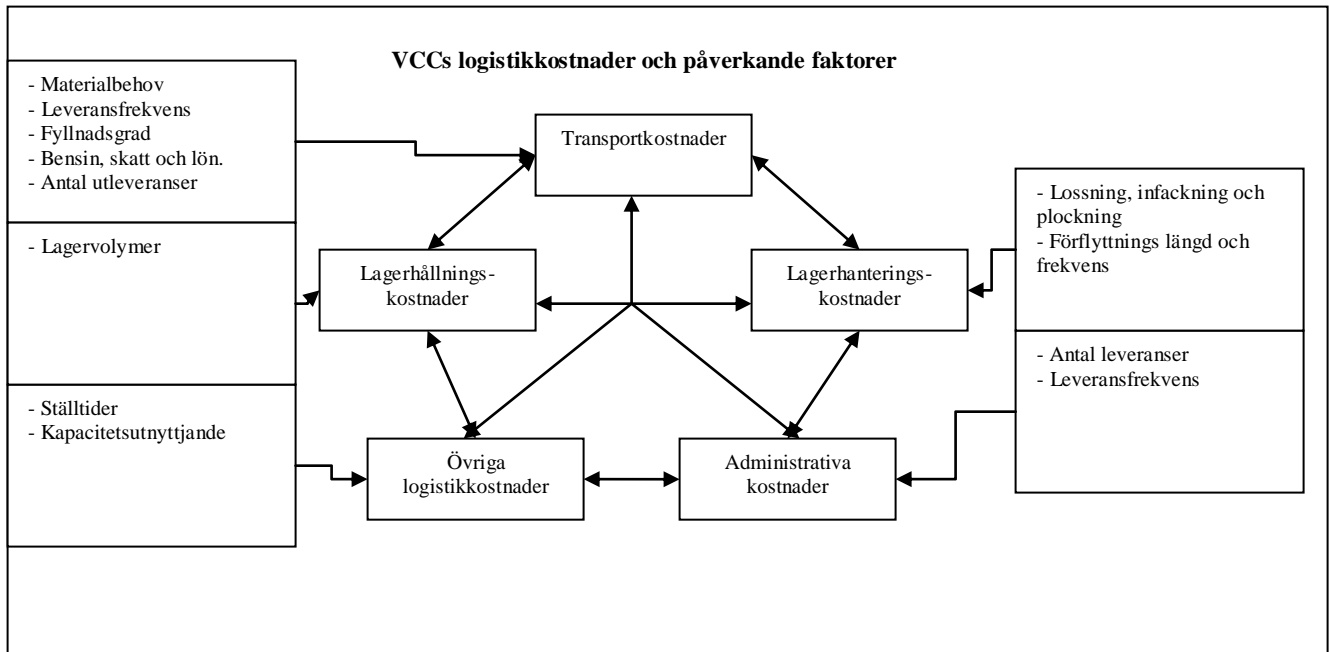 VCCs logistikkostnader och påverkande faktorer
- Materialbehov
- Leveransfrekvens
- Fyllnadsgrad
- Bensin, skatt och lön.
- Antal utleveranser
- Lagervolymer
- Ställtider
- Kapacitetsutnyttjande
Transportkostnader
Lagerhållnings-
kostnader
Lagerhanterings-
kostnader
Övriga
logistikkostnader
Administrativa
kostnader
- Lossning, infackning och
plockning
- Förflyttnings längd och
frekvens
- Antal leveranser
- Leveransfrekvens